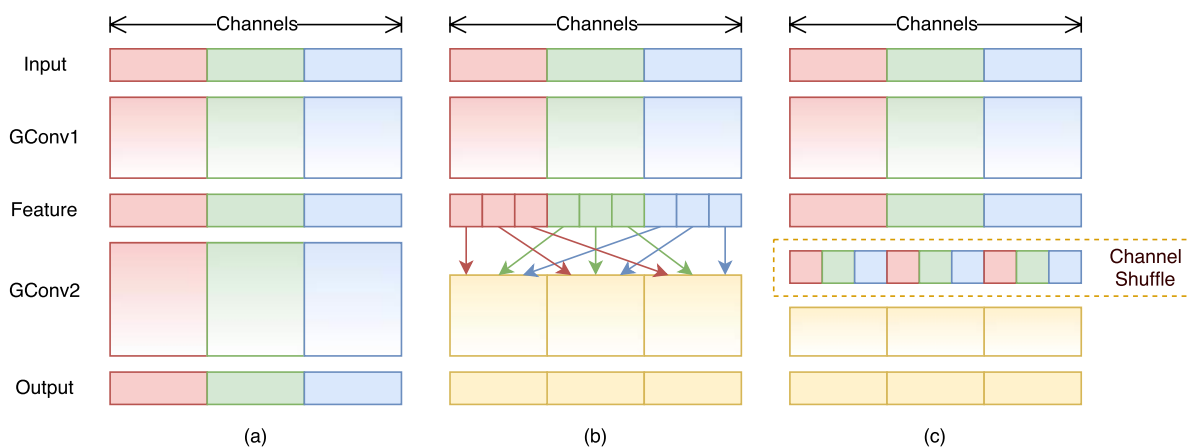 Channels Channels Channels
Input
GConv1
Feature
GConv2
Channel
Shuffle
Output
(a) (b) (c)